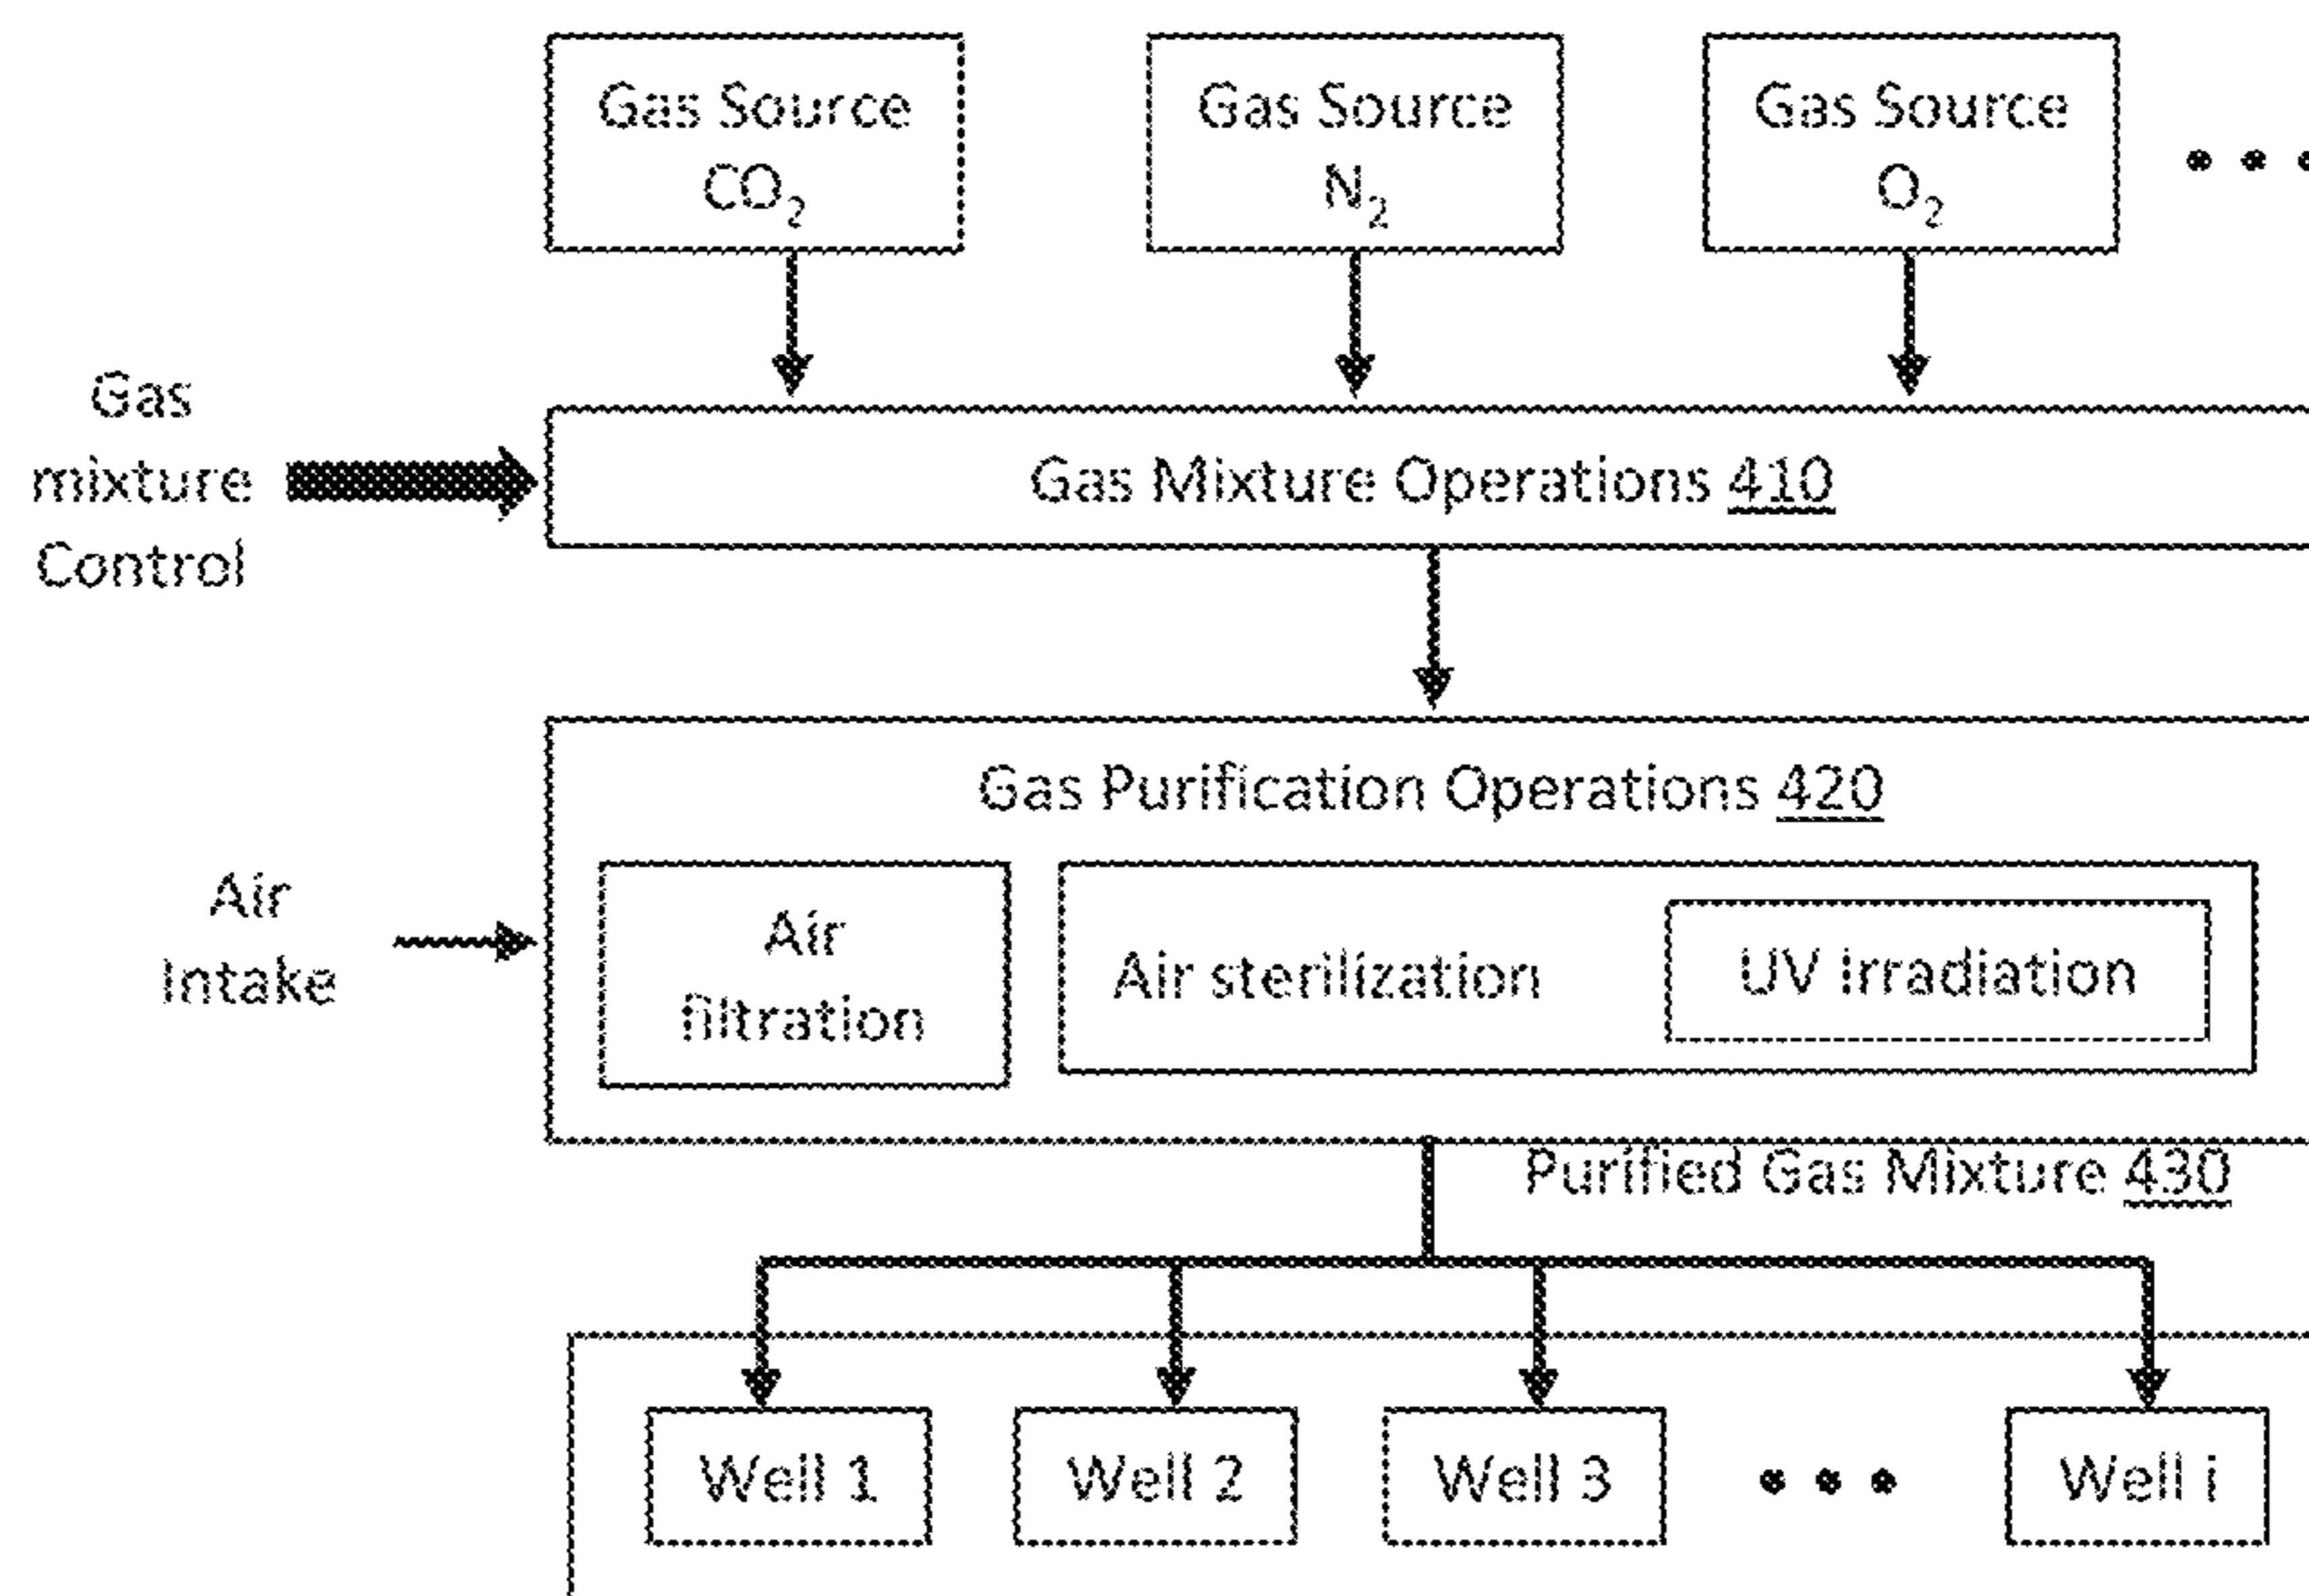 Gas Source
CO₂
Gas Source
N₂
Gas Source
O₂
Gas
mixture
Control
Gas Mixture Operations 410
Gas Purification Operations 420
Air
Intake
Air
filtration
Air sterilization
UV irradiation
Purified Gas Mixture 430
Well 1
Well 2
Well 3
Well i